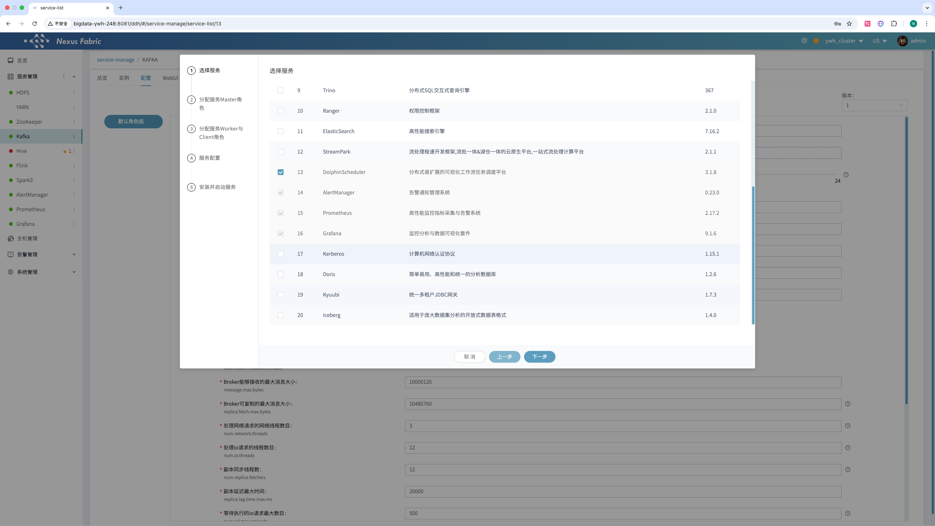 service-list
不安全
bigdata-ywh-248:8081/ddh/#/service-manage/service-list/13
Nexus Fabric
ywh_cluster
US
admin
总览
服务管理
HDFS
YARN
ZooKeeper
Kafka
Hive
1
Flink
Spark3
AlertManager
Prometheus
Grafana
主机管理
告警管理
系统管理
service-manage / KAFKA
总览 实例 配置 WebUI
默认角色组
版本：
1
24
1 选择服务
2 分配服务Master角色
3 分配服务Worker与Client角色
4 服务配置
5 安装并启动服务
选择服务
9 Trino 分布式SQL交互式查询引擎 367
10 Ranger 权限控制框架 2.1.0
11 ElasticSearch 高性能搜索引擎 7.16.2
12 StreamPark 流处理极速开发框架,流批一体&湖仓一体的云原生平台,一站式流处理计算平台 2.1.1
13 DolphinScheduler 分布式易扩展的可视化工作流任务调度平台 3.1.8
14 AlertManager 告警通知管理系统 0.23.0
15 Prometheus 高性能监控指标采集与告警系统 2.17.2
16 Grafana 监控分析与数据可视化套件 9.1.6
17 Kerberos 计算机网络认证协议 1.15.1
18 Doris 简单易用、高性能和统一的分析数据库 1.2.6
19 Kyuubi 统一多租户JDBC网关 1.7.3
20 Iceberg 适用于庞大数据集分析的开放式数据表格式 1.4.0
取 消
上一步
下一步
* Broker能够接收的最大消息大小:
message.max.bytes
10000120
* Broker可复制的最大消息大小:
replica.fetch.max.bytes
10485760
* 处理网络请求的网络线程数目:
num.network.threads
3
* 处理io请求的线程数目:
num.io.threads
12
* 副本同步线程数:
num.replica.fetchers
12
* 副本延迟最大时间:
replica.lag.time.max.ms
20000
* 等待执行的io请求最大数目:
500